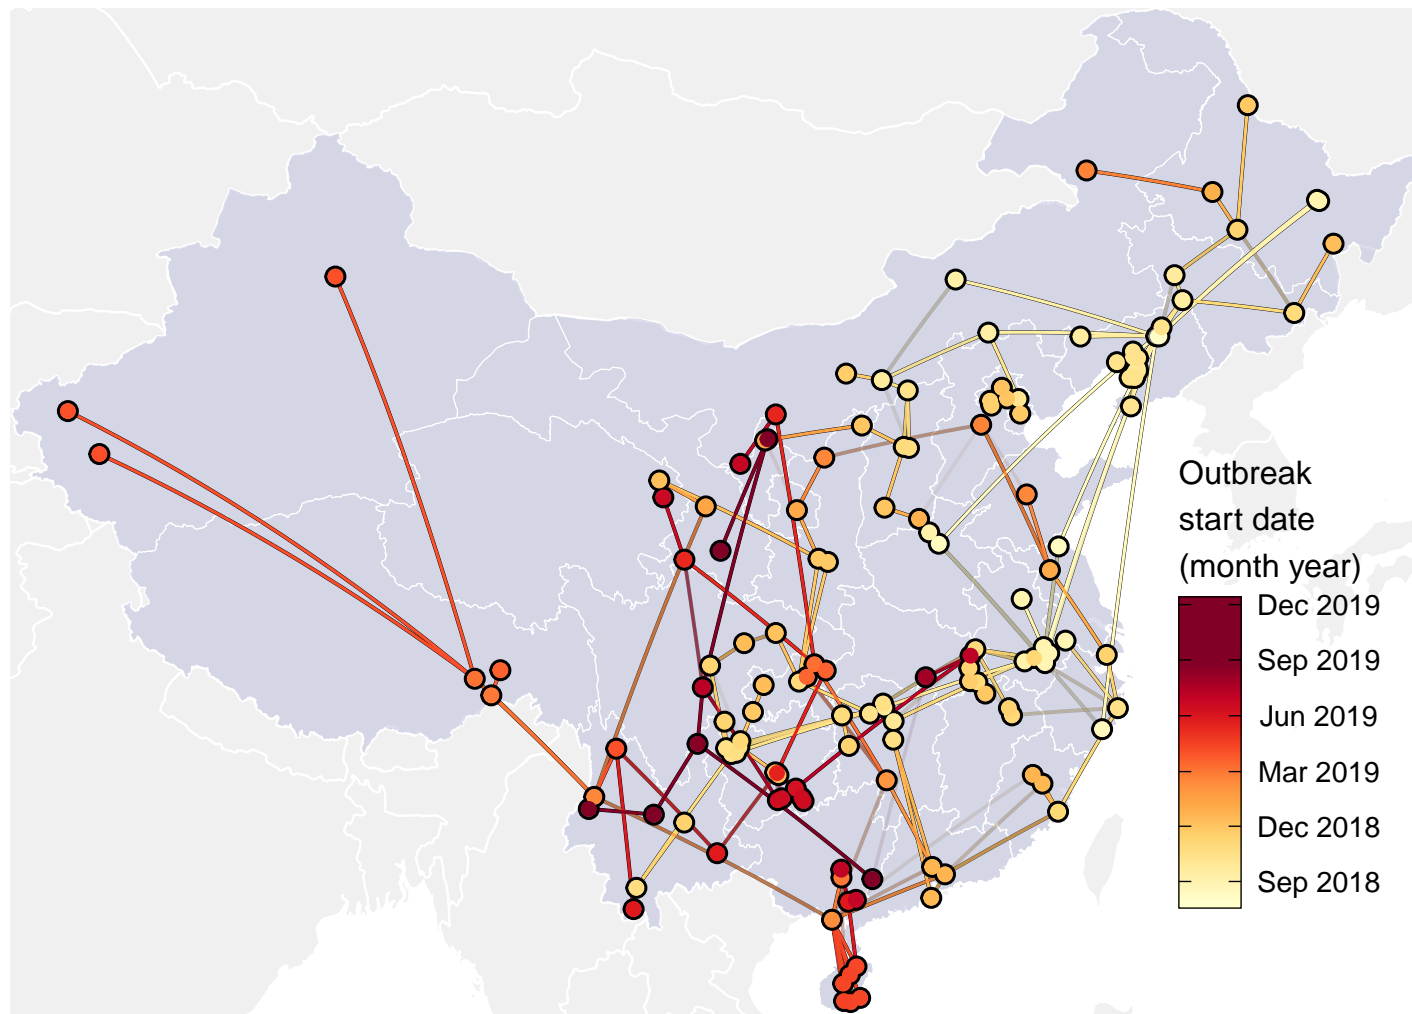 Outbreak
start date
(month year)
Dec 2019
Sep 2019
Jun 2019
Mar 2019
Dec 2018
Sep 2018